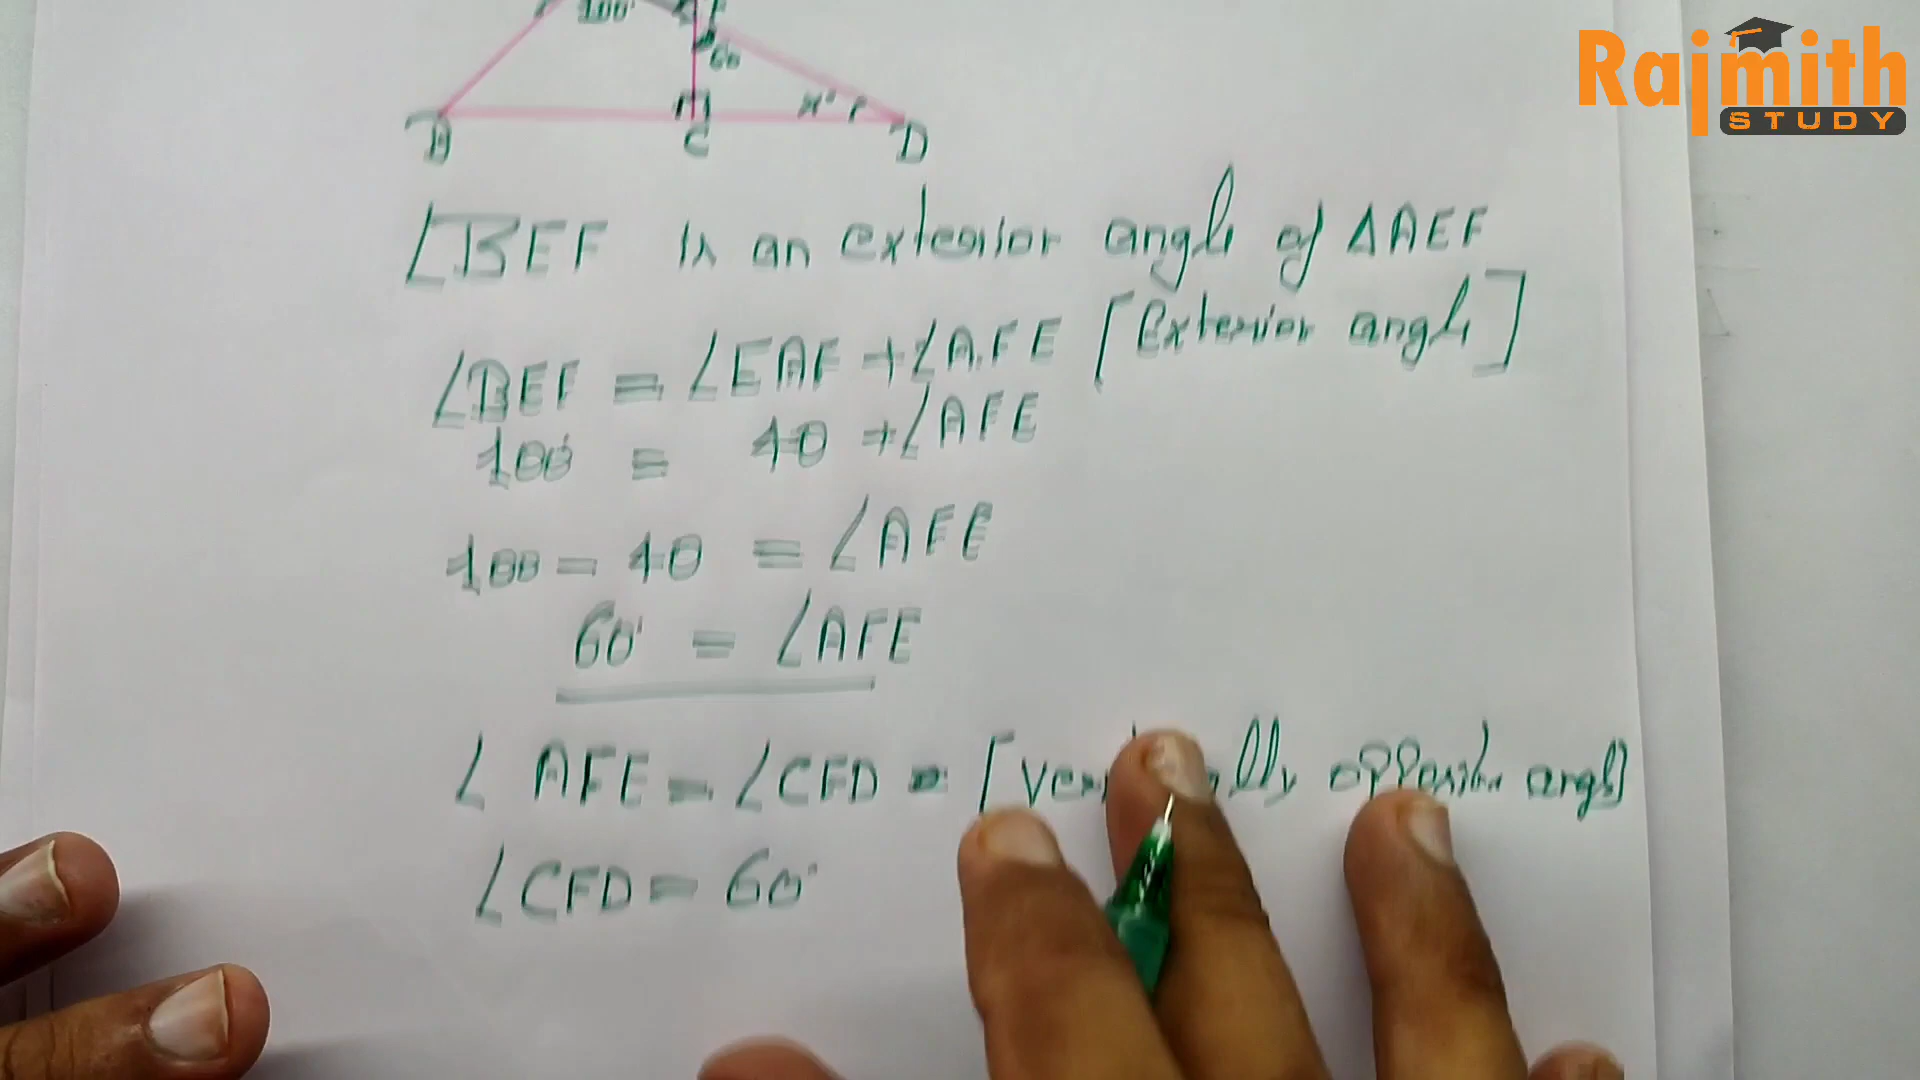 Rajmith
STUDY
100°
60
x°
B
C
D
∠BEF is an exterior angle of ΔAEF
∠BEF = ∠EAF + ∠AFE [Exterior angle]
100° = 40 + ∠AFE
100 - 40 = ∠AFE
60° = ∠AFE
∠AFE = ∠CFD = [ opposite angle]
∠CFD = 60°